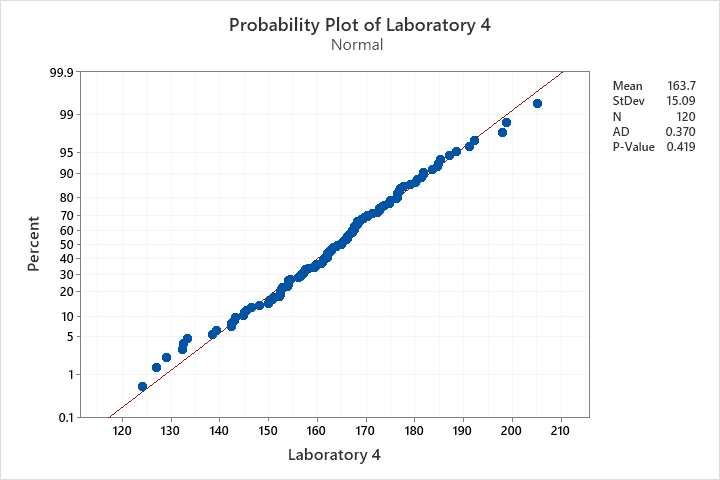 Probability Plot of Laboratory 4
Normal
99.9
99
95
90
80
70
60
50
40
30
20
10
5
1
0.1
Percent
120 130 140 150 160 170 180 190 200 210
Laboratory 4
Mean 163.7
StDev 15.09
N 120
AD 0.370
P-Value 0.419